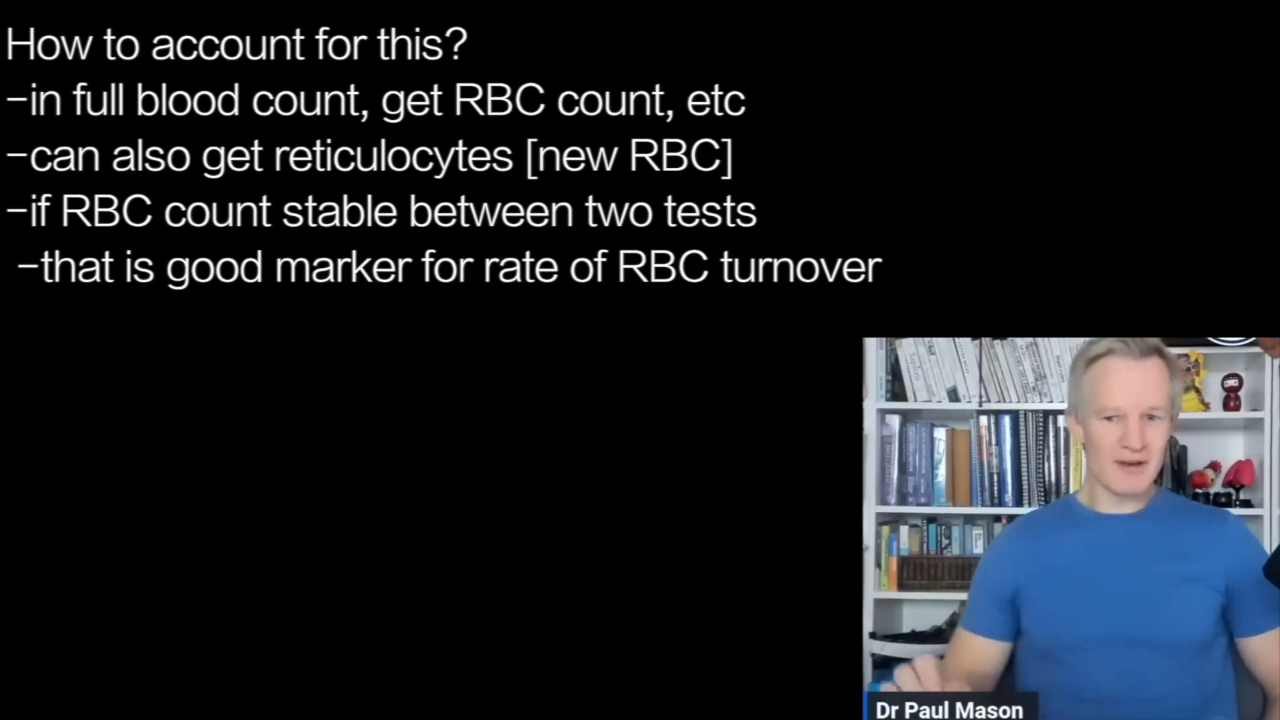 How to account for this?
-in full blood count, get RBC count, etc
-can also get reticulocytes [new RBC]
-if RBC count stable between two tests
-that is good marker for rate of RBC turnover
Dr Paul Mason